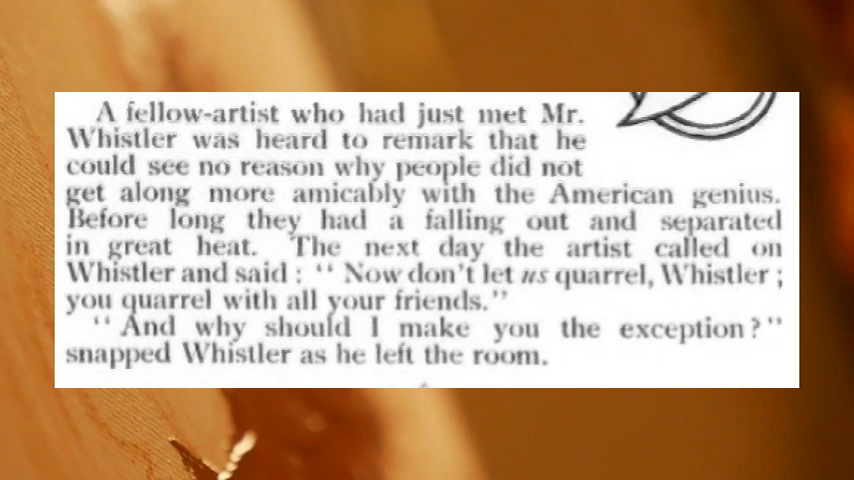 A fellow-artist who had just met Mr.
Whistler was heard to remark that he
could see no reason why people did not
get along more amicably with the American genius.
Before long they had a falling out and separated
in great heat. The next day the artist called on
Whistler and said : “ Now don’t let us quarrel, Whistler ;
you quarrel with all your friends.”
“ And why should I make you the exception ? ”
snapped Whistler as he left the room.